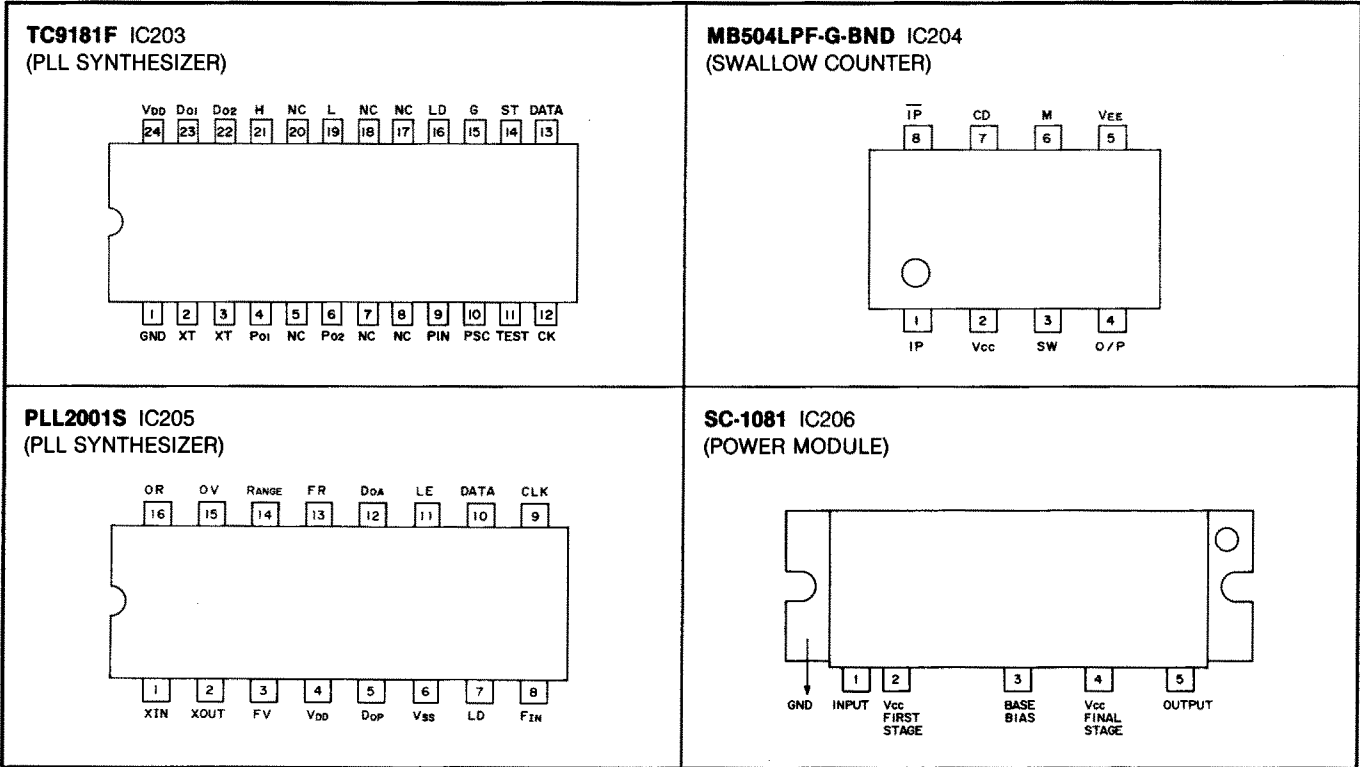 TC9181F IC203
(PLL SYNTHESIZER)
VDD DO1 DO2 H NC L NC NC LD G ST DATA
24 23 22 21 20 19 18 17 16 15 14 13
1 2 3 4 5 6 7 8 9 10 11 12
GND XT XT PO1 NC PO2 NC NC PIN PSC TEST CK
MB504LPF-G-BND IC204
(SWALLOW COUNTER)
I̅P̅ CD M VEE
8 7 6 5
1 2 3 4
IP Vcc SW O/P
PLL2001S IC205
(PLL SYNTHESIZER)
OR OV RANGE FR DOA LE DATA CLK
16 15 14 13 12 11 10 9
1 2 3 4 5 6 7 8
XIN XOUT FV VDD DOP VSS LD FIN
SC-1081 IC206
(POWER MODULE)
1 2 3 4 5
GND INPUT Vcc BASE Vcc OUTPUT
FIRST BIAS FINAL
STAGE STAGE